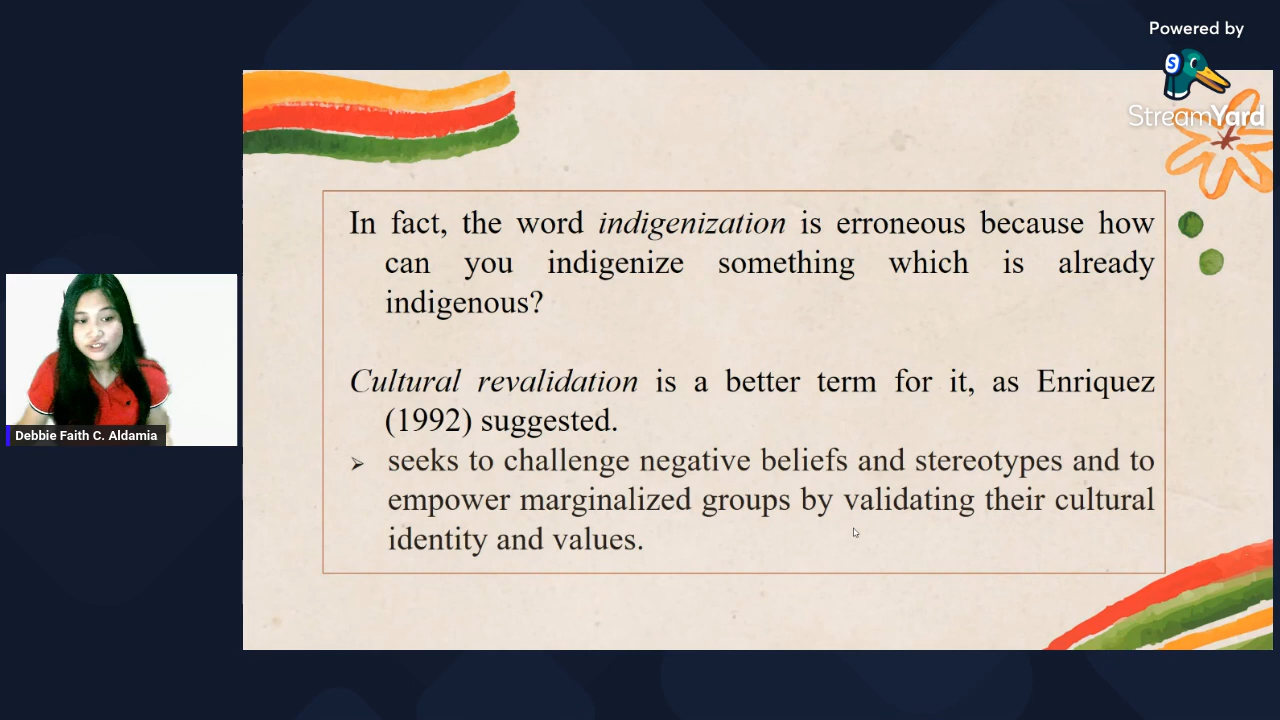 Powered by
StreamYard
In fact, the word indigenization is erroneous because how
can you indigenize something which is already
indigenous?
Cultural revalidation is a better term for it, as Enriquez
(1992) suggested.
➢ seeks to challenge negative beliefs and stereotypes and to
empower marginalized groups by validating their cultural
identity and values.
Debbie Faith C. Aldamia